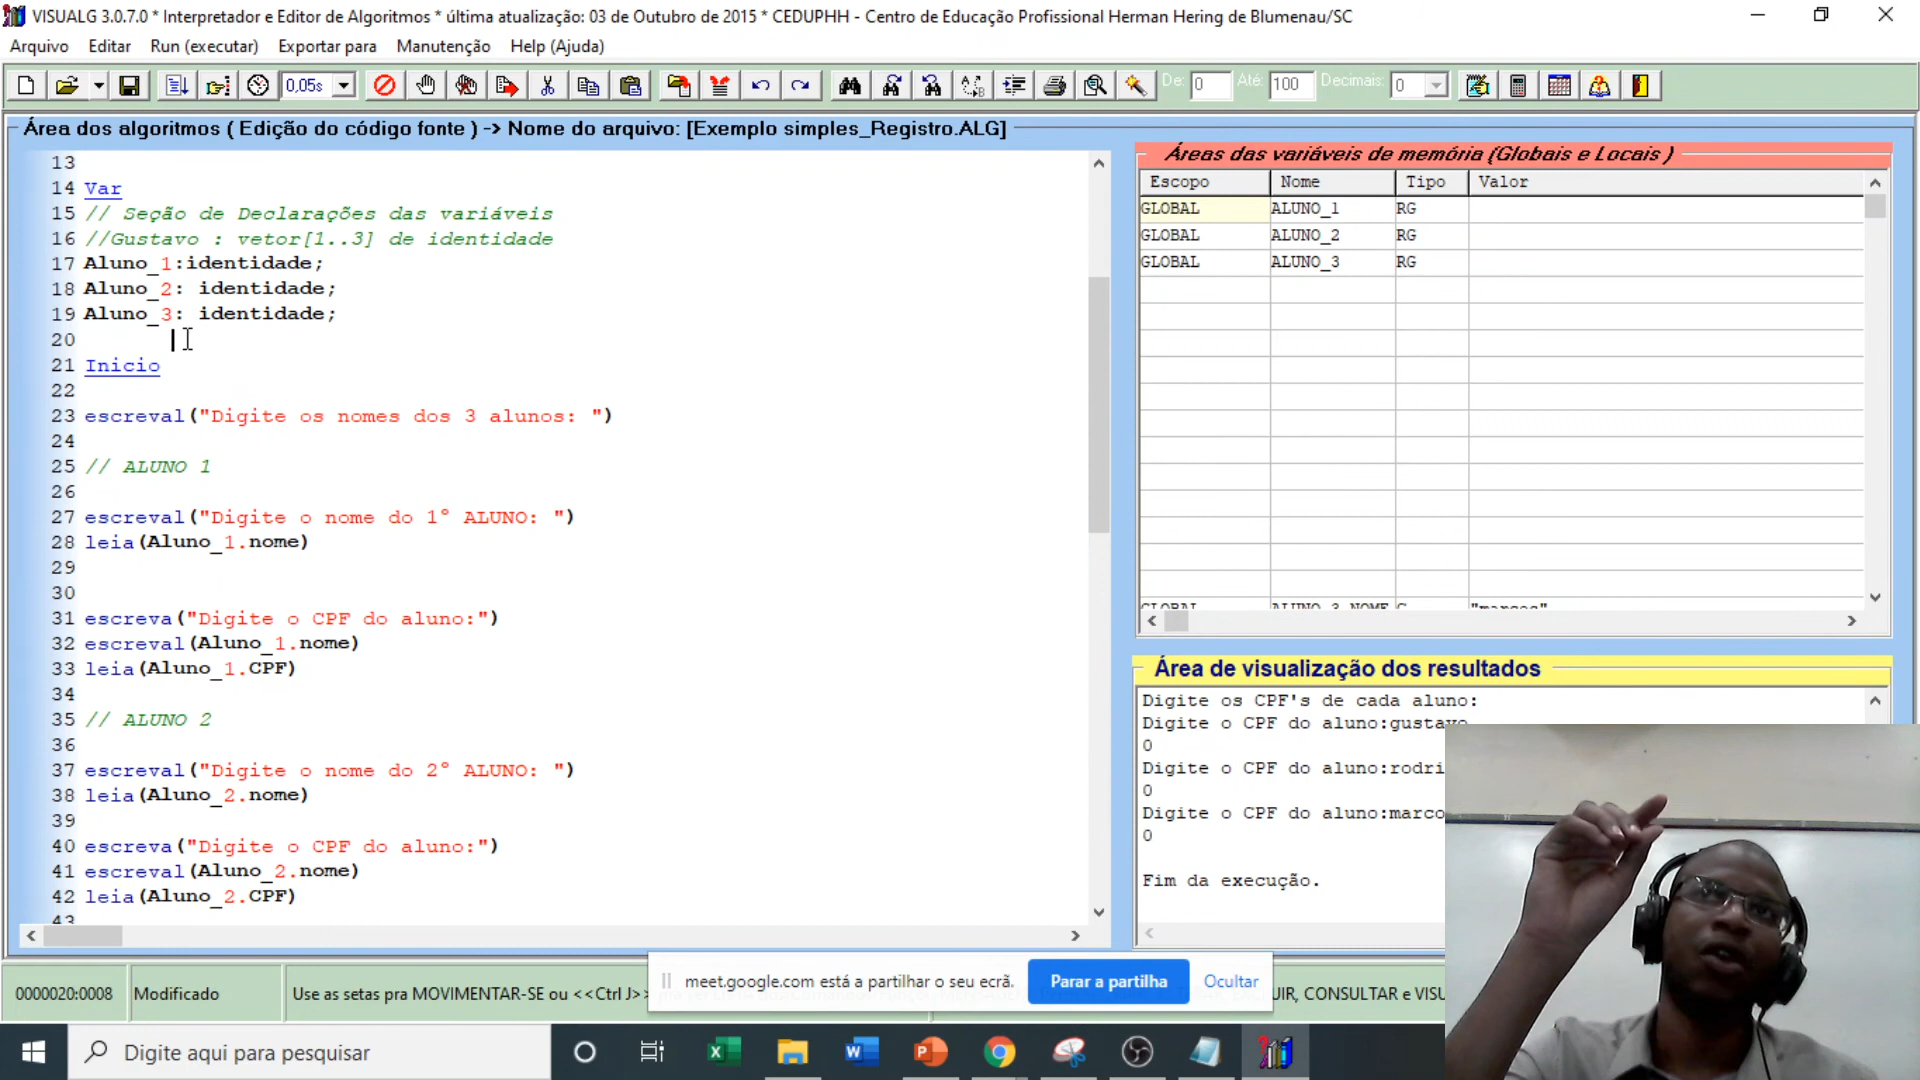 VISUALG 3.0.7.0 * Interpretador e Editor de Algoritmos * última atualização: 03 de Outubro de 2015 * CEDUPHH - Centro de Educação Profissional Herman Hering de Blumenau/SC
Arquivo Editar Run (executar) Exportar para Manutenção Help (Ajuda)
0,05s De: 0 Até: 100 Decimais: 0
Área dos algoritmos ( Edição do código fonte ) -> Nome do arquivo: [Exemplo simples_Registro.ALG]
13
14 Var
15 // Seção de Declarações das variáveis
16 //Gustavo : vetor[1..3] de identidade
17 Aluno_1:identidade;
18 Aluno_2: identidade;
19 Aluno_3: identidade;
20
21 Inicio
22
23 escreval("Digite os nomes dos 3 alunos: ")
24
25 // ALUNO 1
26
27 escreval("Digite o nome do 1º ALUNO: ")
28 leia(Aluno_1.nome)
29
30
31 escreva("Digite o CPF do aluno:")
32 escreval(Aluno_1.nome)
33 leia(Aluno_1.CPF)
34
35 // ALUNO 2
36
37 escreval("Digite o nome do 2º ALUNO: ")
38 leia(Aluno_2.nome)
39
40 escreva("Digite o CPF do aluno:")
41 escreval(Aluno_2.nome)
42 leia(Aluno_2.CPF)
43
Áreas das variáveis de memória (Globais e Locais )
Escopo Nome Tipo Valor
GLOBAL ALUNO_1 RG
GLOBAL ALUNO_2 RG
GLOBAL ALUNO_3 RG
GLOBAL ALUNO_3.NOME C "marcos"
Área de visualização dos resultados
Digite os CPF's de cada aluno:
Digite o CPF do aluno:gustavo
0
Digite o CPF do aluno:rodri
0
Digite o CPF do aluno:marco
0
Fim da execução.
meet.google.com está a partilhar o seu ecrã. Parar a partilha Ocultar
0000020:0008 Modificado Use as setas pra MOVIMENTAR-SE ou <<Ctrl J>> UIR, CONSULTAR e VISU
Digite aqui para pesquisar